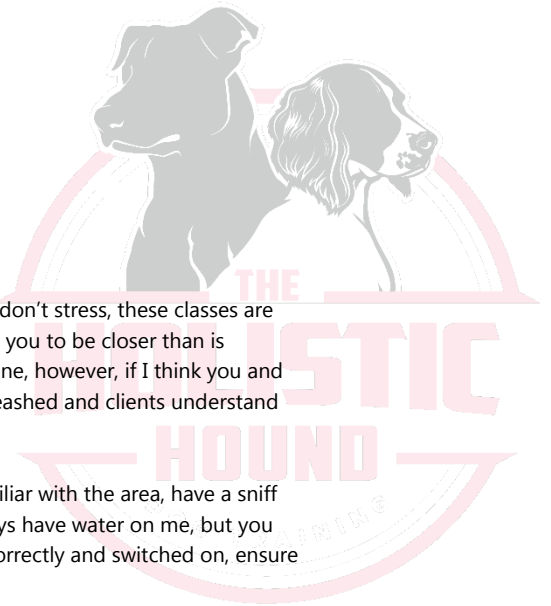 THE
don’t stress, these classes are
HOLISTIC
you to be closer than is
ne, however, if I think you and
eashed and clients understand
HOUND
iliar with the area, have a sniff
ys have water on me, but you
TRAINING
orrectly and switched on, ensure